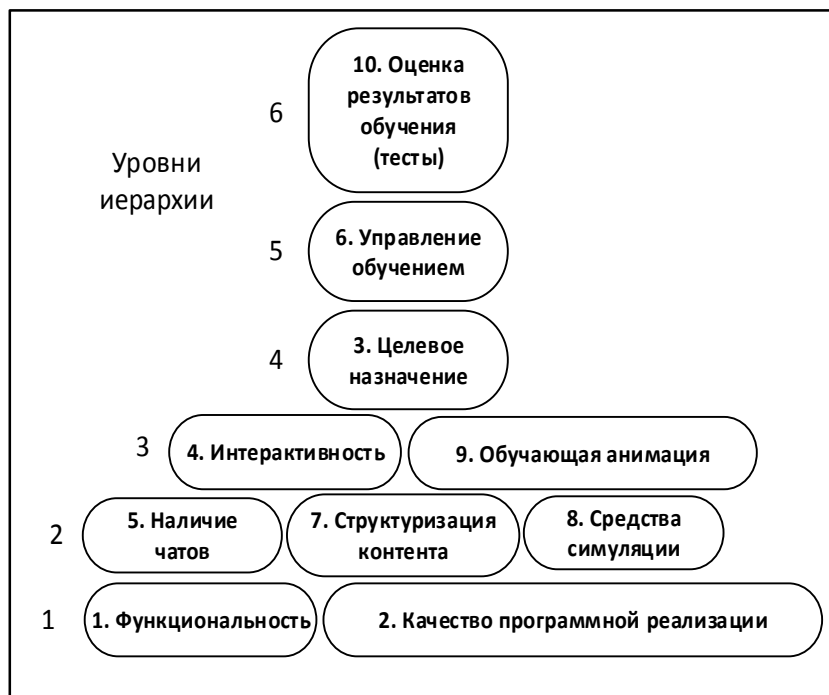 10. Оценка
результатов
обучения
(тесты)
6
Уровни
иерархии
6. Управление
обучением
5
3. Целевое
назначение
4
3
4. Интерактивность
9. Обучающая анимация
5. Наличие
чатов
7. Структуризация
контента
8. Средства
симуляции
2
1
1. Функциональность
2. Качество программной реализации